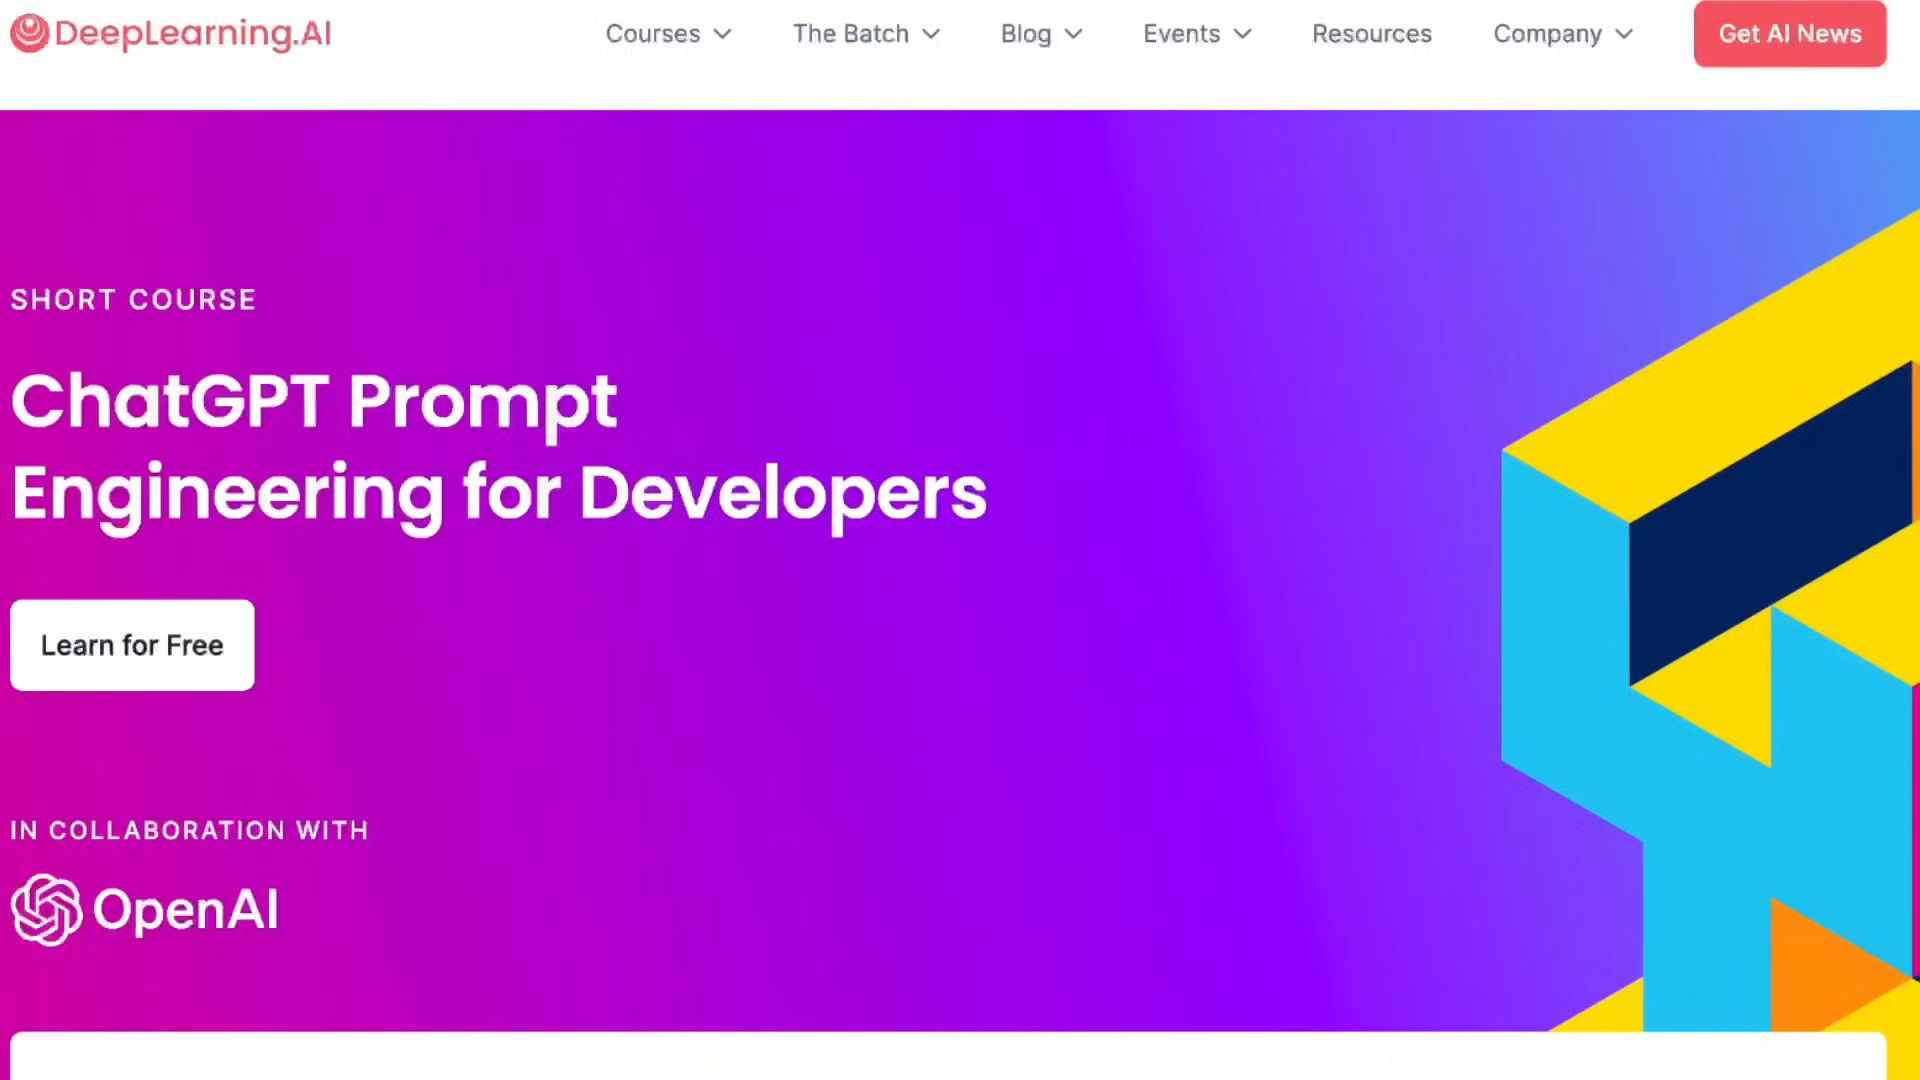 DeepLearning.AI
Courses
The Batch
Blog
Events
Resources
Company
Get AI News
SHORT COURSE
ChatGPT Prompt
Engineering for Developers
Learn for Free
IN COLLABORATION WITH
OpenAI